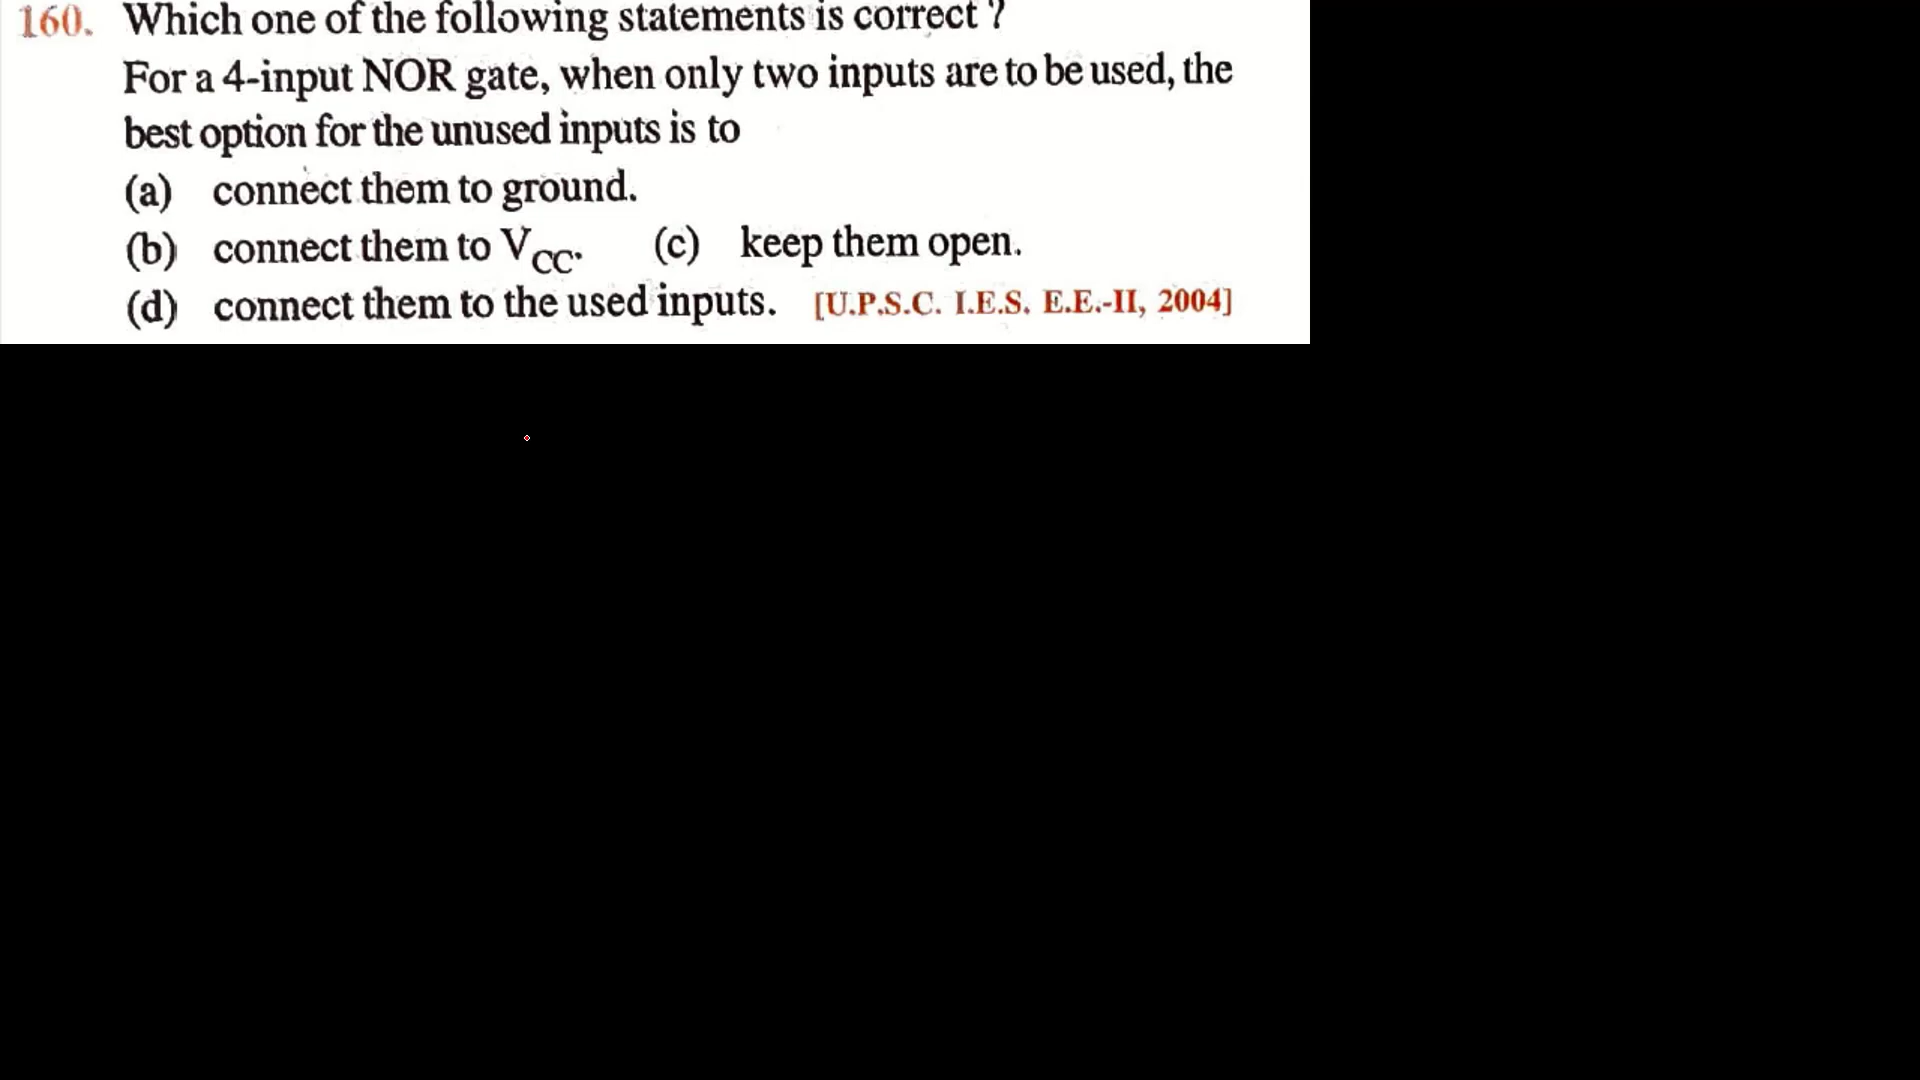 160. Which one of the following statements is correct ?
For a 4-input NOR gate, when only two inputs are to be used, the
best option for the unused inputs is to
(a) connect them to ground.
(b) connect them to VCC. (c) keep them open.
(d) connect them to the used inputs. [U.P.S.C. I.E.S. E.E.-II, 2004]